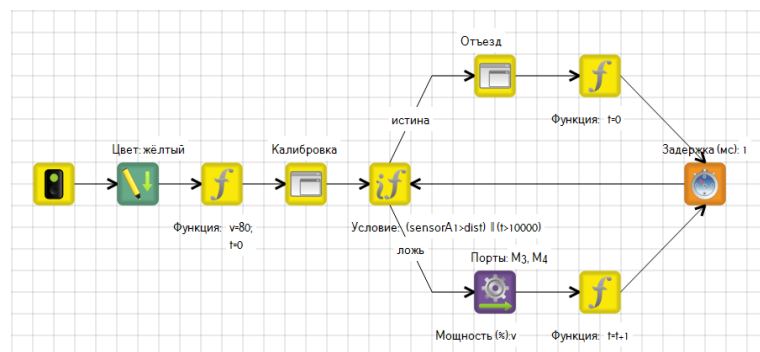 Отъезд
истина
Функция: t=0
Цвет: жёлтый
Калибровка
Задержка (мс): 1
f
f
f
if
Функция: v=80;
t=0
Условие: (sensorA1>dist) || (t>10000)
ложь
Порты: M3, M4
f
Мощность (%):v
Функция: t=t+1